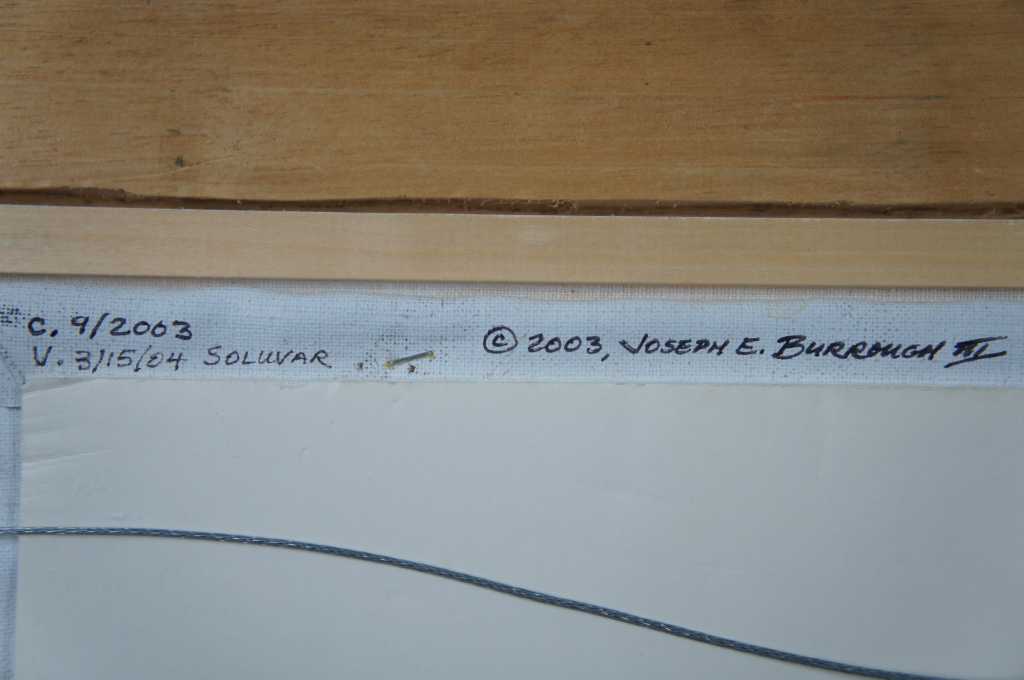 C. 9/2003
V. 3/15/04 SOLUVAR
© 2003, JOSEPH E. BURROUGH III